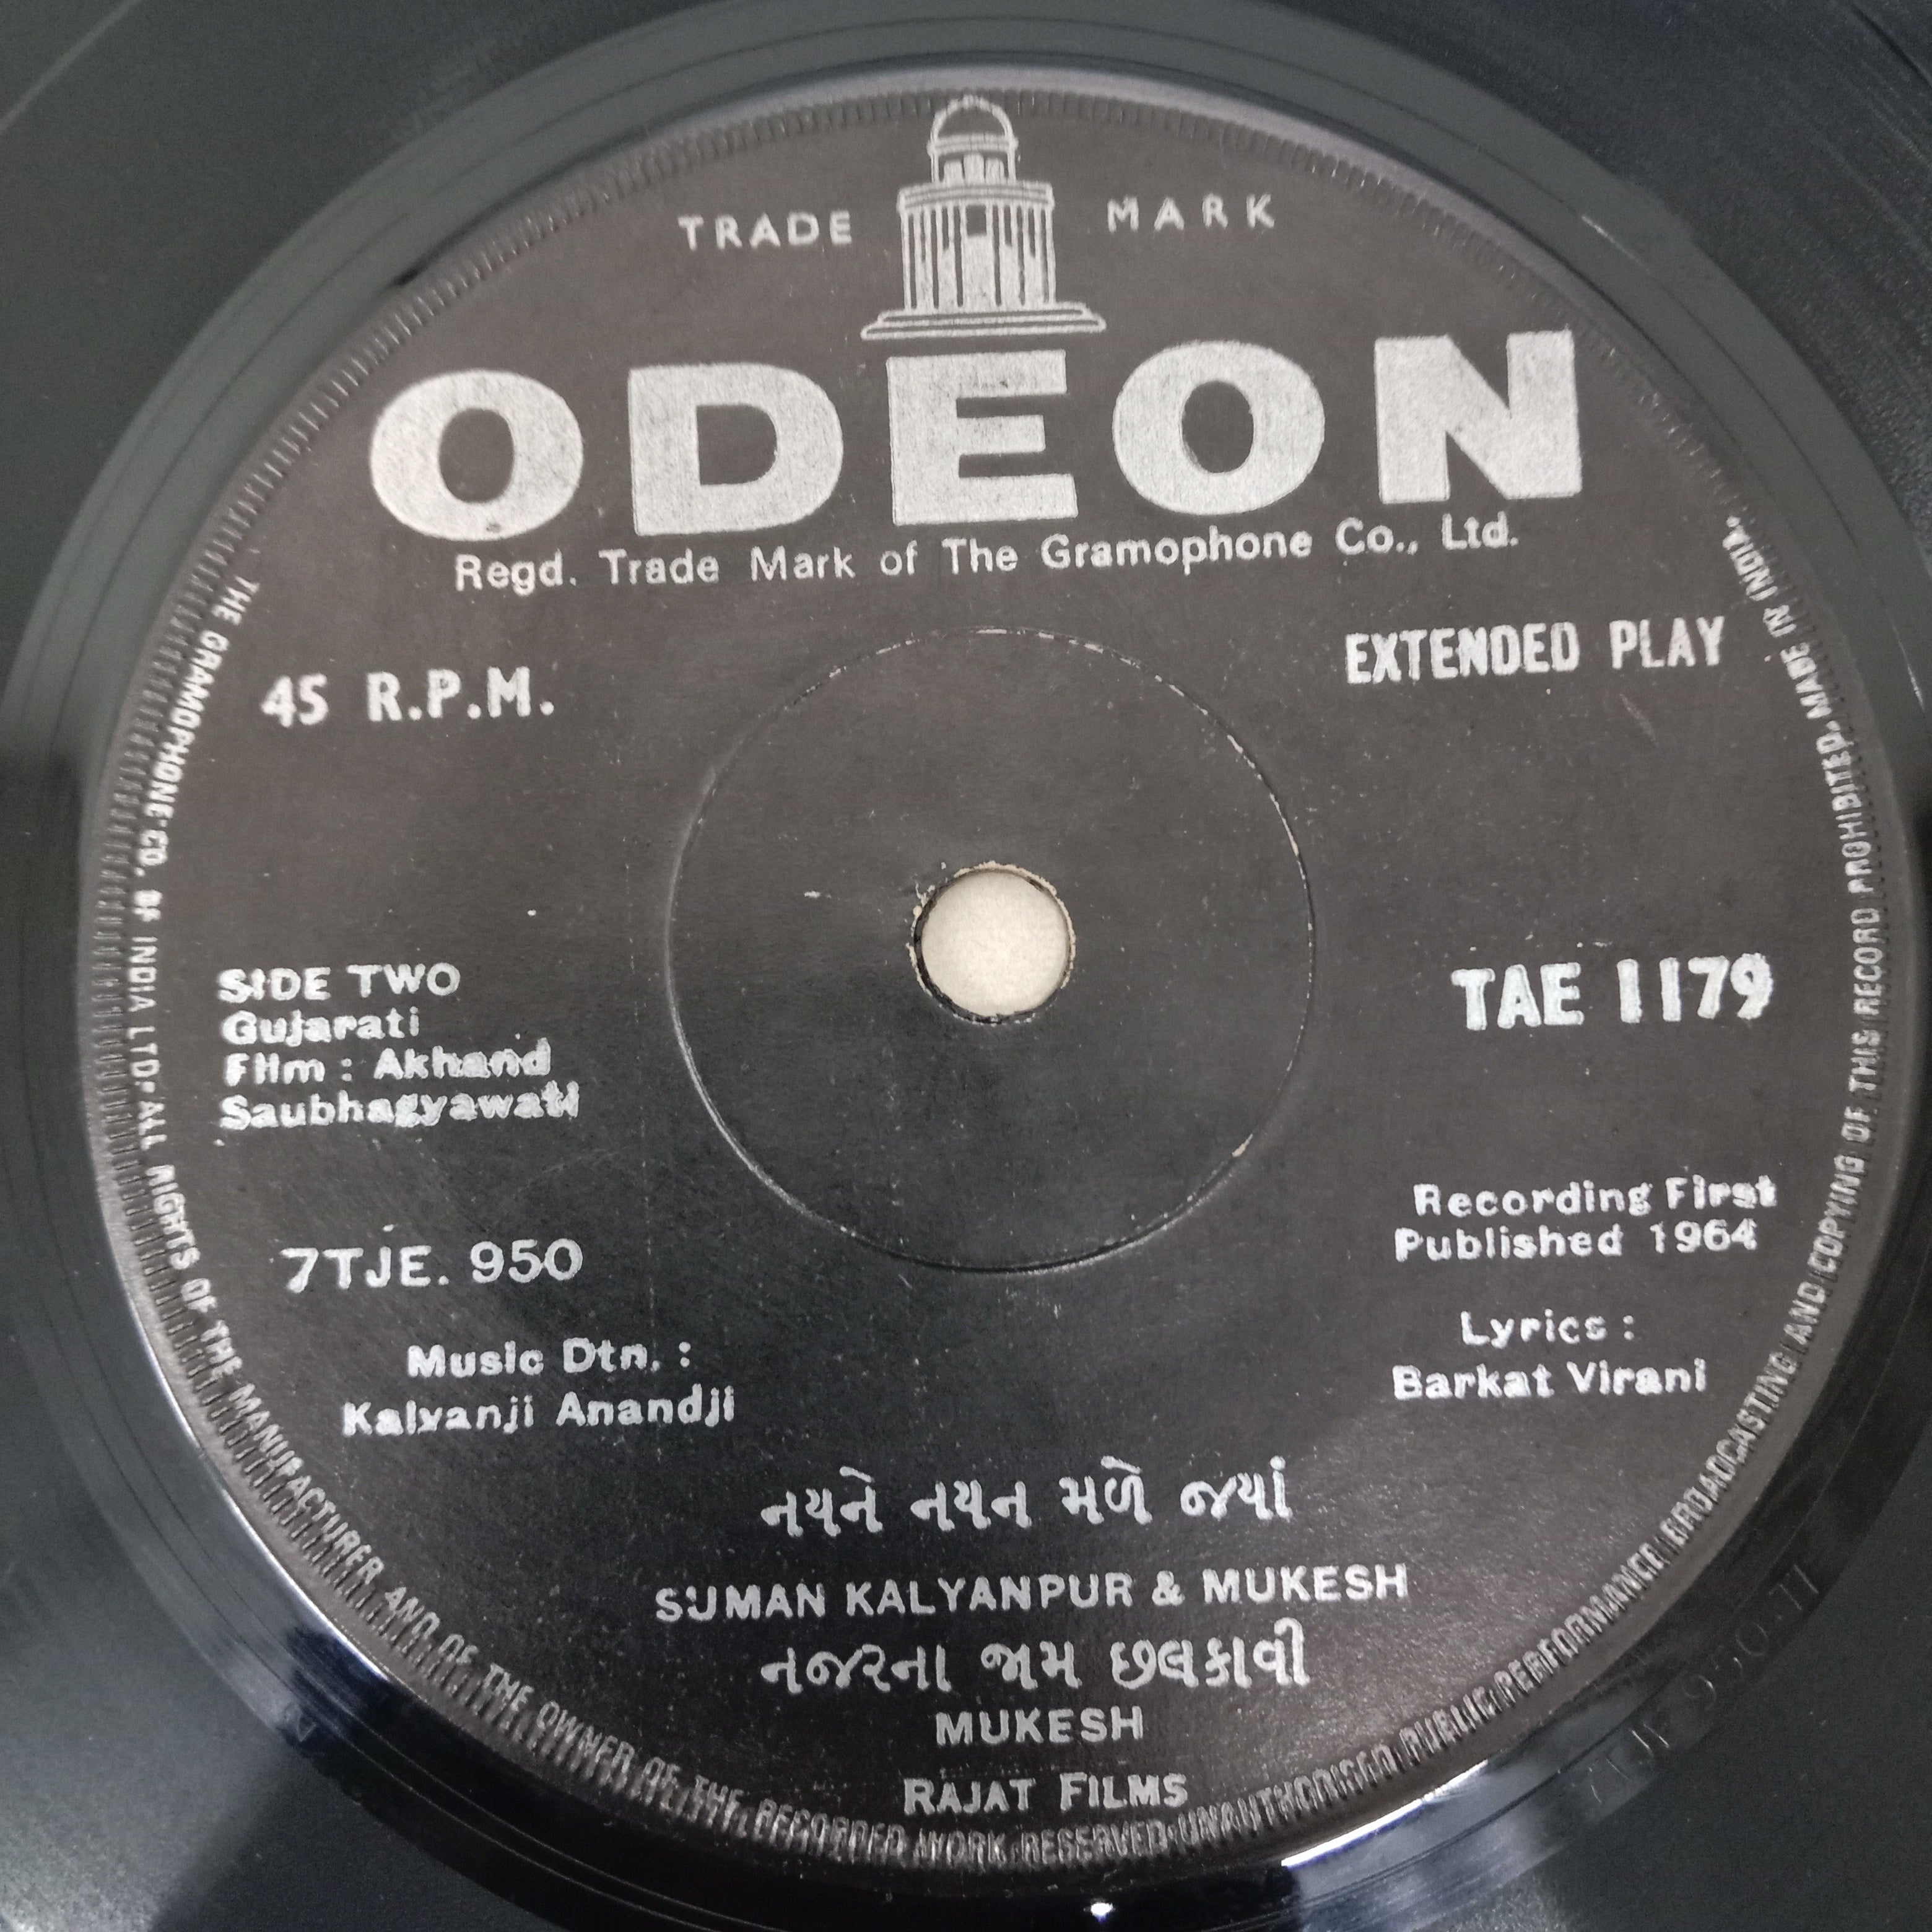 TRADE MARK
ODEON
Regd. Trade Mark of The Gramophone Co., Ltd.
45 R.P.M.
EXTENDED PLAY
SIDE TWO
Gujarati
Film : Akhand
Saubhagyawati
TAE 1179
7TJE. 950
Recording First
Published 1964
Music Dtn. :
Kalyanji Anandji
Lyrics :
Barkat Virani
નયને નયન મળે જયાં
SUMAN KALYANPUR & MUKESH
નજરના જામ છલકાવી
MUKESH
RAJAT FILMS
THE GRAMOPHONE CO. OF INDIA LTD. ALL RIGHTS OF THE MANUFACTURER AND OF THE OWNER OF THE RECORDED WORK RESERVED. UNAUTHORISED PUBLIC PERFORMANCE BROADCASTING AND COPYING OF THIS RECORD PROHIBITED. MADE IN INDIA.